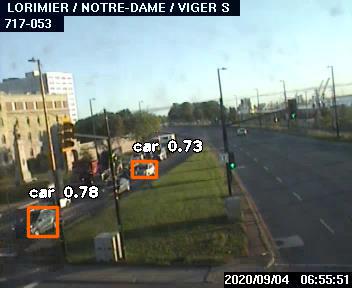 LORIMIER / NOTRE-DAME / VIGER S
717-053
car 0.73
car 0.78
2020/09/04 06:55:51